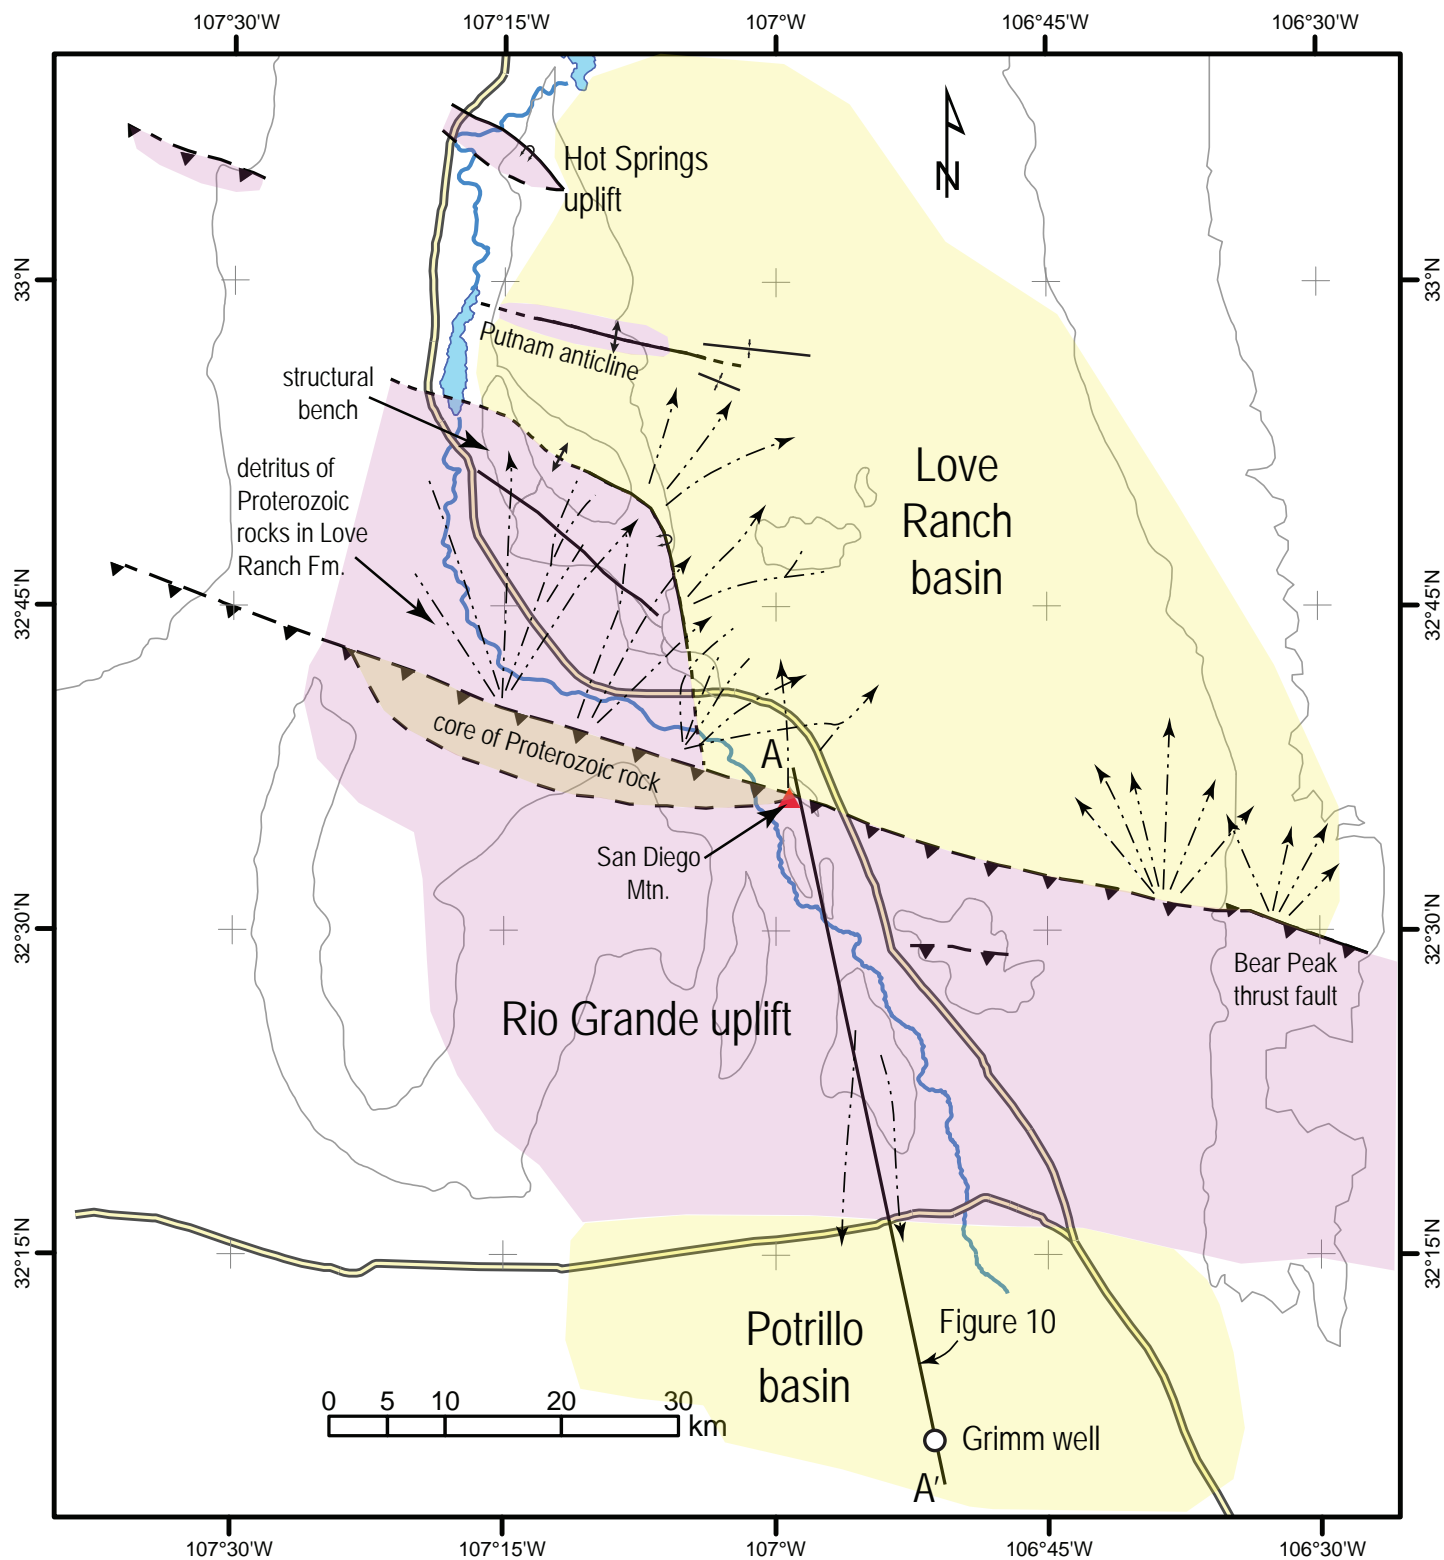 107°30'W
107°15'W
107°W
106°45'W
106°30'W
N
Hot Springs
uplift
33°N
33°N
Putnam anticline
structural
bench
Love
Ranch
basin
detritus of
Proterozoic
rocks in Love
Ranch Fm.
32°45'N
32°45'N
core of Proterozoic rock
A
San Diego
Mtn.
32°30'N
32°30'N
Bear Peak
thrust fault
Rio Grande uplift
32°15'N
32°15'N
Potrillo
basin
Figure 10
0 5 10 20 30
km
Grimm well
A'
107°30'W
107°15'W
107°W
106°45'W
106°30'W